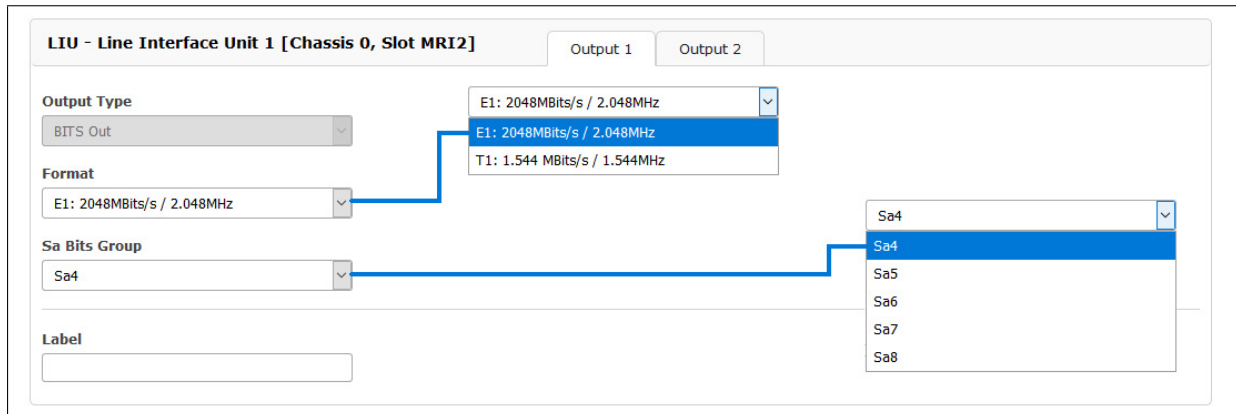 LIU - Line Interface Unit 1 [Chassis 0, Slot MRI2]
Output 1
Output 2
Output Type
BITS Out
Format
E1: 2048MBits/s / 2.048MHz
Sa Bits Group
Sa4
Label
E1: 2048MBits/s / 2.048MHz
E1: 2048MBits/s / 2.048MHz
T1: 1.544 MBits/s / 1.544MHz
Sa4
Sa4
Sa5
Sa6
Sa7
Sa8